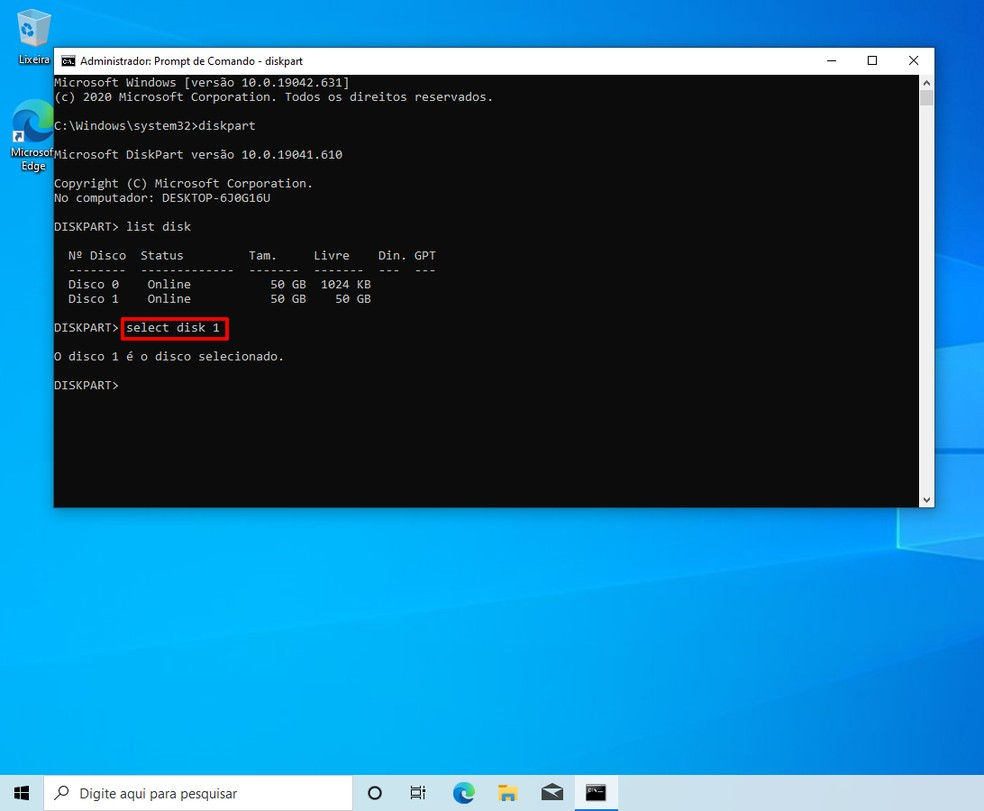 Lixeira
Microsof
Edge
Administrador: Prompt de Comando - diskpart
Microsoft Windows [versão 10.0.19042.631]
(c) 2020 Microsoft Corporation. Todos os direitos reservados.
C:\Windows\system32>diskpart
Microsoft DiskPart versão 10.0.19041.610
Copyright (C) Microsoft Corporation.
No computador: DESKTOP-6J0G16U
DISKPART> list disk
Nº Disco  Status         Tam.     Livre    Din.  GPT
--------  -------------  -------  -------  ---  ---
Disco 0    Online           50 GB  1024 KB
Disco 1    Online           50 GB    50 GB
DISKPART> select disk 1
O disco 1 é o disco selecionado.
DISKPART>
Digite aqui para pesquisar